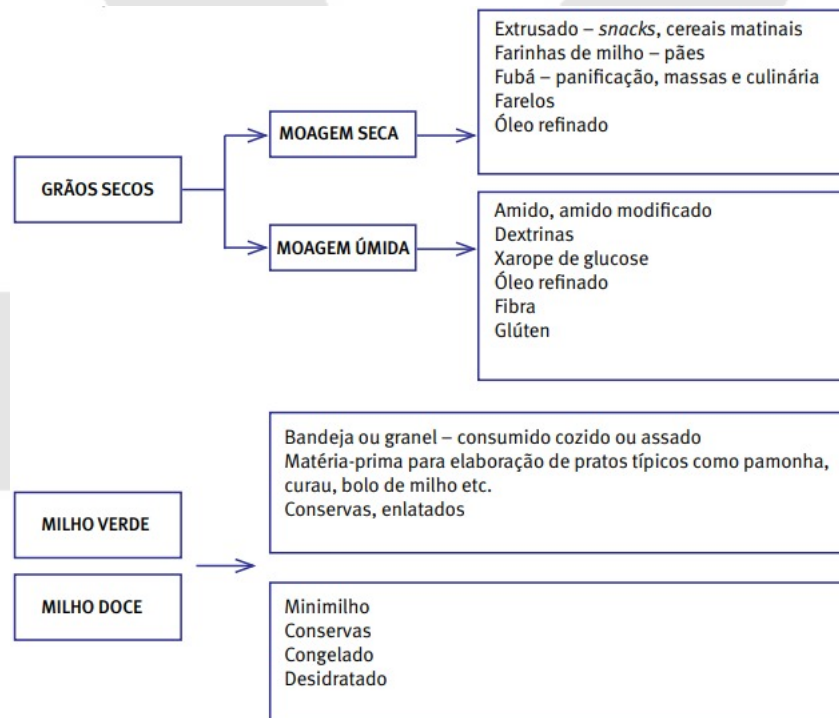 GRÃOS SECOS
MOAGEM SECA
Extrusado – snacks, cereais matinais
Farinhas de milho – pães
Fubá – panificação, massas e culinária
Farelos
Óleo refinado
MOAGEM ÚMIDA
Amido, amido modificado
Dextrinas
Xarope de glucose
Óleo refinado
Fibra
Glúten
MILHO VERDE
MILHO DOCE
Bandeja ou granel – consumido cozido ou assado
Matéria-prima para elaboração de pratos típicos como pamonha,
curau, bolo de milho etc.
Conservas, enlatados
Minimilho
Conservas
Congelado
Desidratado